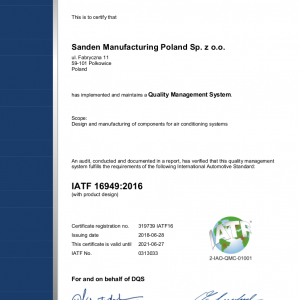 This is to certify that
Sanden Manufacturing Poland Sp. z o.o.
ul. Fabryczna 11
59-101 Polkowice
Poland
has implemented and maintains a Quality Management System.
Scope:
Design and manufacturing of components for air conditioning systems
An audit, conducted and documented in a report, has verified that this quality management
system fulfills the requirements of the following International Automotive Standard:
IATF 16949:2016
(with product design)
Certificate registration no. 319739 IATF16
Issuing date 2018-06-28
This certificate is valid until 2021-06-27
IATF No. 0313033
IATF
2-IAO-QMC-01001
For and on behalf of DQS